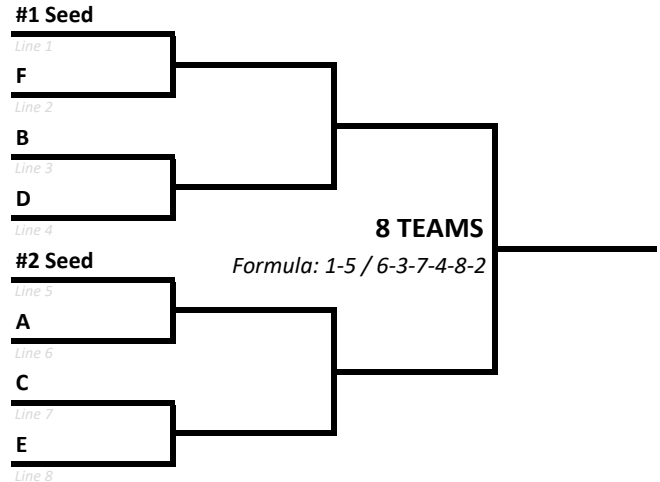 #1 Seed
Line 1
F
Line 2
B
Line 3
D
Line 4
8 TEAMS
#2 Seed
Formula: 1-5 / 6-3-7-4-8-2
Line 5
A
Line 6
C
Line 7
E
Line 8